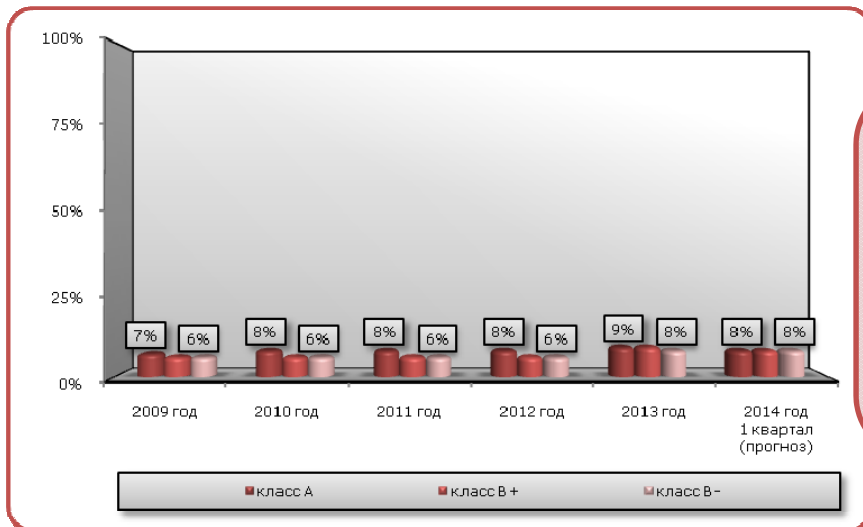 100%
75%
50%
25%
0%
7% 6% 8% 6% 8% 6% 8% 6% 9% 8% 8% 8%
2009 год 2010 год 2011 год 2012 год 2013 год 2014 год
1 квартал
(прогноз)
класс А класс В+ класс В-